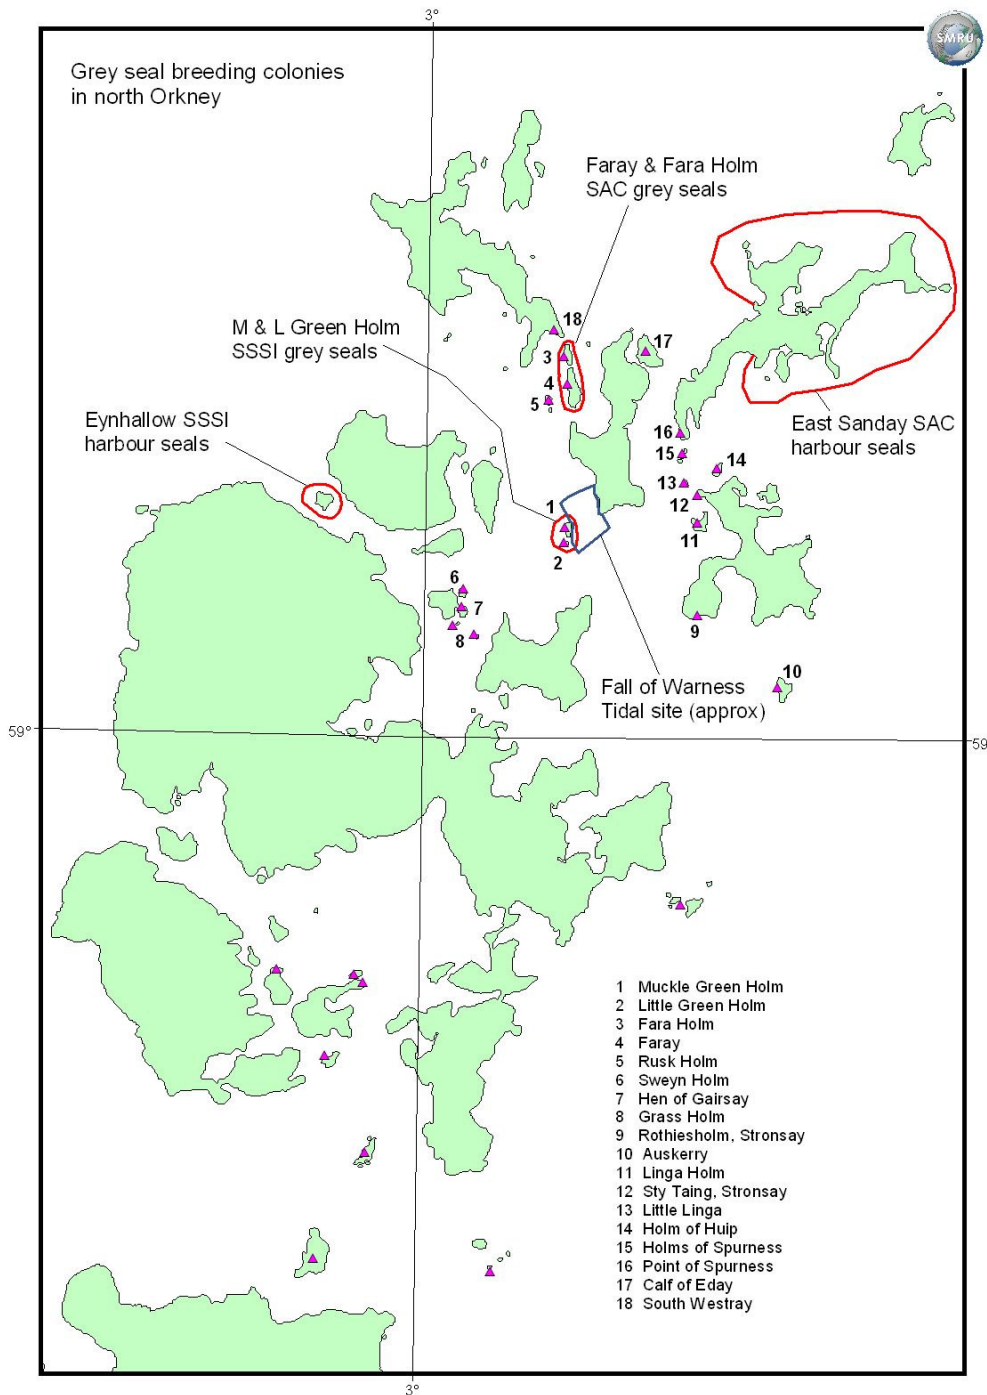 3°
SMRU
Grey seal breeding colonies
in north Orkney
Faray & Fara Holm
SAC grey seals
18
M & L Green Holm
SSSI grey seals
17
3
4
5
Eynhallow SSSI
harbour seals
East Sanday SAC
harbour seals
16
15
14
13
12
1
11
2
6
7
8
9
10
Fall of Warness
Tidal site (approx)
59°
59
1 Muckle Green Holm
2 Little Green Holm
3 Fara Holm
4 Faray
5 Rusk Holm
6 Sweyn Holm
7 Hen of Gairsay
8 Grass Holm
9 Rothiesholm, Stronsay
10 Auskerry
11 Linga Holm
12 Sty Taing, Stronsay
13 Little Linga
14 Holm of Huip
15 Holms of Spurness
16 Point of Spurness
17 Calf of Eday
18 South Westray
3°